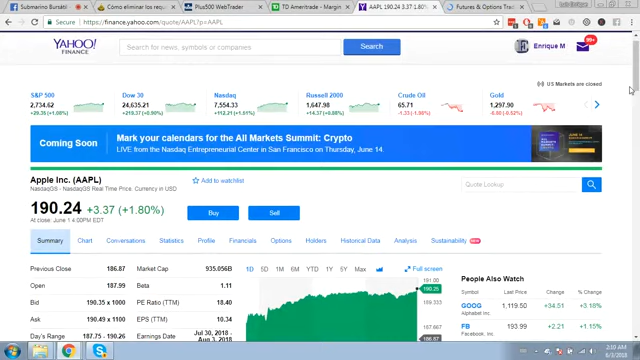 Submarino Bursátil
Cómo eliminar los requ
Plus500 WebTrader
TD Ameritrade - Margin
AAPL 190.24 3.37 1.80%
Futures & Options Trad
Secure
https://finance.yahoo.com/quote/AAPL?p=AAPL
YAHOO!
FINANCE
Search for news, symbols or companies
Search
Enrique M
99+
US Markets are closed
S&P 500
2,734.62
+29.35 (+1.08%)
Dow 30
24,635.21
+219.37 (+0.90%)
Nasdaq
7,554.33
+112.21 (+1.51%)
Russell 2000
1,647.98
+14.37 (+0.88%)
Crude Oil
65.71
-1.33 (-1.98%)
Gold
1,297.90
-6.80 (-0.52%)
Coming Soon
Mark your calendars for the All Markets Summit: Crypto
LIVE from the Nasdaq Entrepreneurial Center in San Francisco on Thursday, June 14.
Apple Inc. (AAPL)
Add to watchlist
NasdaqGS - NasdaqGS Real Time Price. Currency in USD
Quote Lookup
190.24 +3.37 (+1.80%)
At close: June 1 4:00PM EDT
Buy
Sell
Summary
Chart
Conversations
Statistics
Profile
Financials
Options
Holders
Historical Data
Analysis
Sustainability
Previous Close 186.87
Open 187.99
Bid 190.35 x 1000
Ask 190.49 x 1100
Day's Range 187.75 - 190.26
Market Cap 935.056B
Beta 1.11
PE Ratio (TTM) 18.40
EPS (TTM) 10.34
Earnings Date Jul 30, 2018 -
Aug 3, 2018
1D 5D 1M 6M YTD 1Y 5Y Max
Full screen
191.00
190.25
189.333
187.667
186.87
People Also Watch
Symbol Last Price Change % Change
GOOG 1,119.50 +34.51 +3.18%
Alphabet Inc.
FB 193.99 +2.21 +1.15%
Facebook, Inc.
2:10 AM